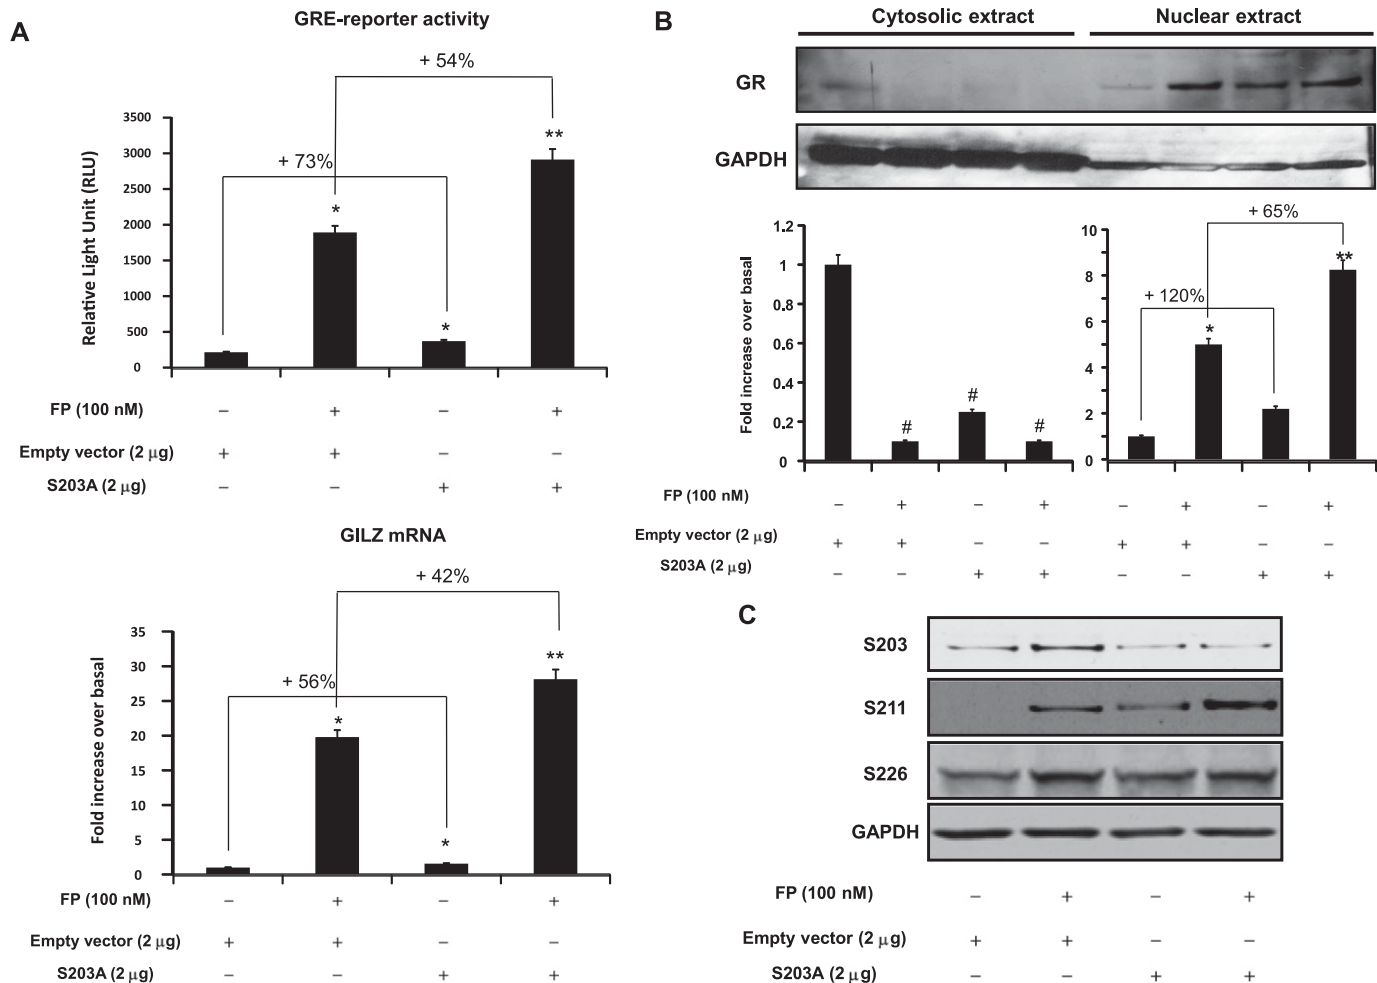 A
GRE-reporter activity
+ 54%
+ 73%
Relative Light Unit (RLU)
3500
3000
2500
2000
1500
1000
500
0
*
*
**
FP (100 nM) – + – +
Empty vector (2 µg) + + – –
S203A (2 µg) – – + +
GILZ mRNA
+ 42%
+ 56%
Fold increase over basal
35
30
25
20
15
10
5
0
*
*
**
FP (100 nM) – + – +
Empty vector (2 µg) + + – –
S203A (2 µg) – – + +
B
Cytosolic extract Nuclear extract
GR
GAPDH
Fold increase over basal
1.2
1
0.8
0.6
0.4
0.2
0
# # #
+ 65%
+ 120%
10
8
6
4
2
0
*
**
FP (100 nM) – + – + – + – +
Empty vector (2 µg) + + – – + + – –
S203A (2 µg) – – + + – – + +
C
S203
S211
S226
GAPDH
FP (100 nM) – + – +
Empty vector (2 µg) + + – –
S203A (2 µg) – – + +